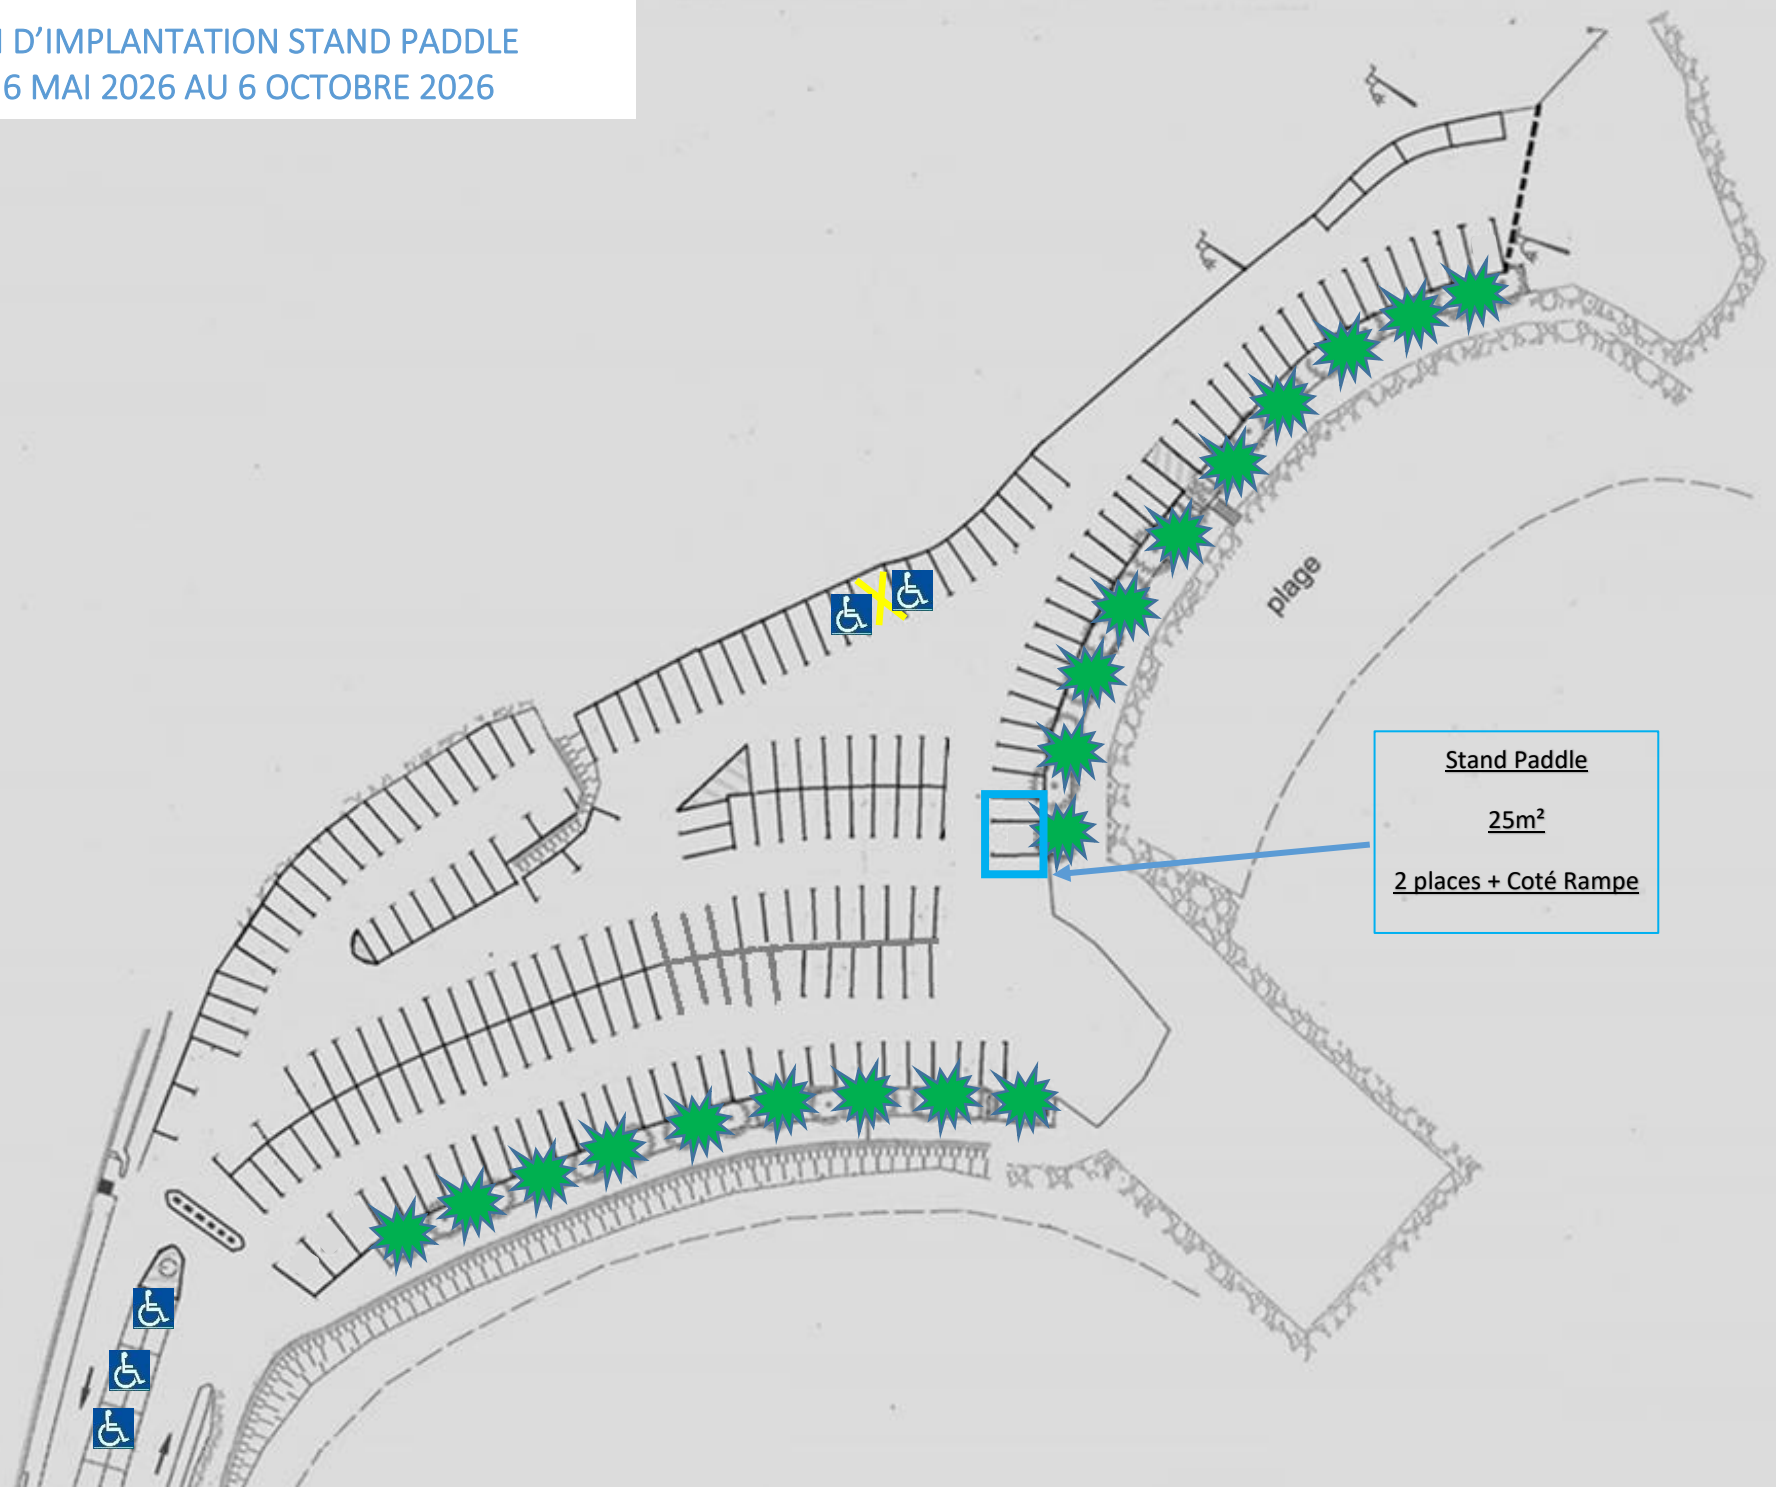 D'IMPLANTATION STAND PADDLE
6 MAI 2026 AU 6 OCTOBRE 2026
plage
Stand Paddle
25m²
2 places + Coté Rampe